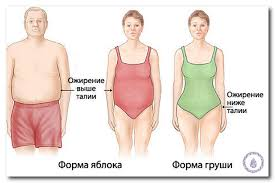 Ожирение
выше
талии
Ожирение
ниже
талии
Форма яблока
Форма груши